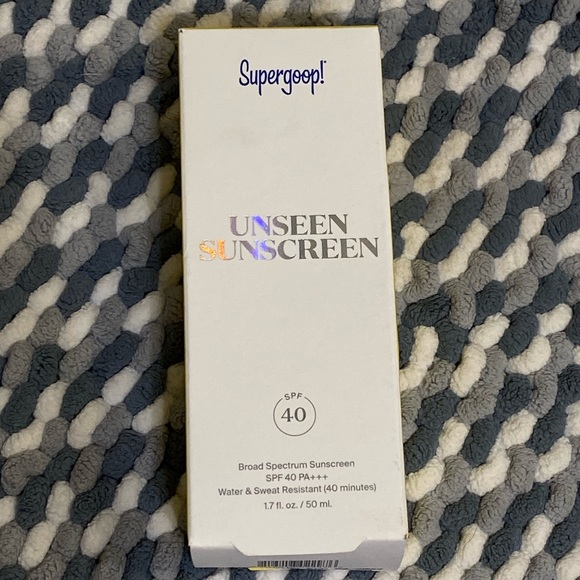 Supergoop!
UNSEEN
SUNSCREEN
SPF
40
Broad Spectrum Sunscreen
SPF 40 PA+++
Water & Sweat Resistant (40 minutes)
1.7 fl. oz. / 50 ml.